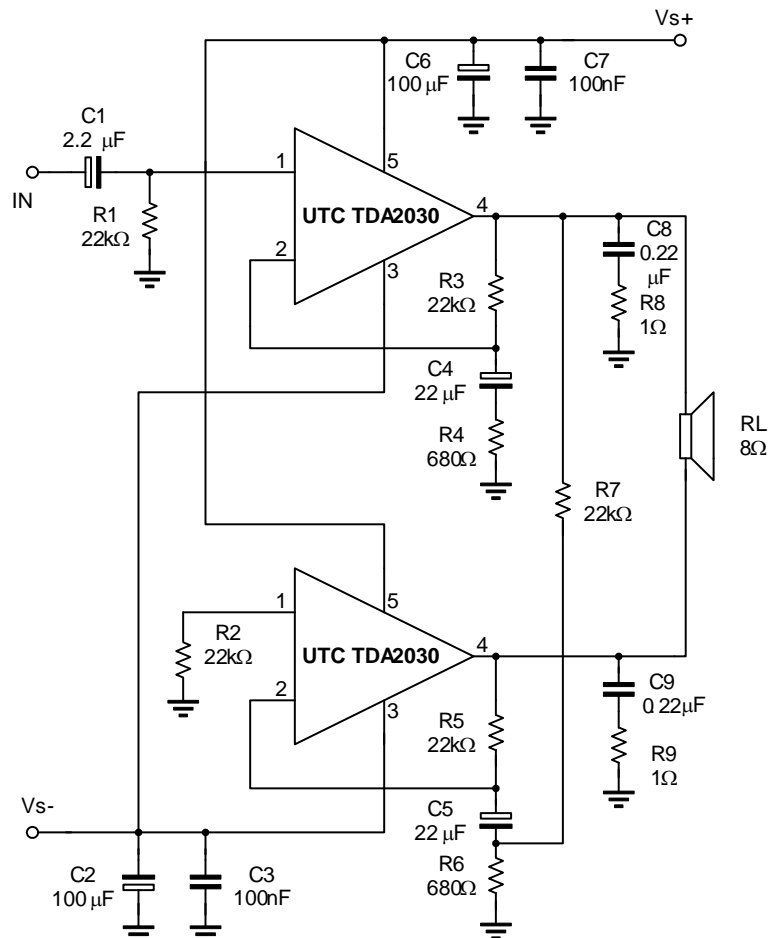 Vs+
C6
100 µF
C7
100nF
C1
2.2 µF
IN
R1
22kΩ
1
5
UTC TDA2030
4
2
3
R3
22kΩ
C8
0.22
µF
R8
1Ω
C4
22 µF
R4
680Ω
RL
8Ω
R7
22kΩ
1
5
R2
22kΩ
UTC TDA2030
4
2
3
R5
22kΩ
C9
0.22µF
R9
1Ω
Vs-
C5
22 µF
R6
680Ω
C2
100 µF
C3
100nF